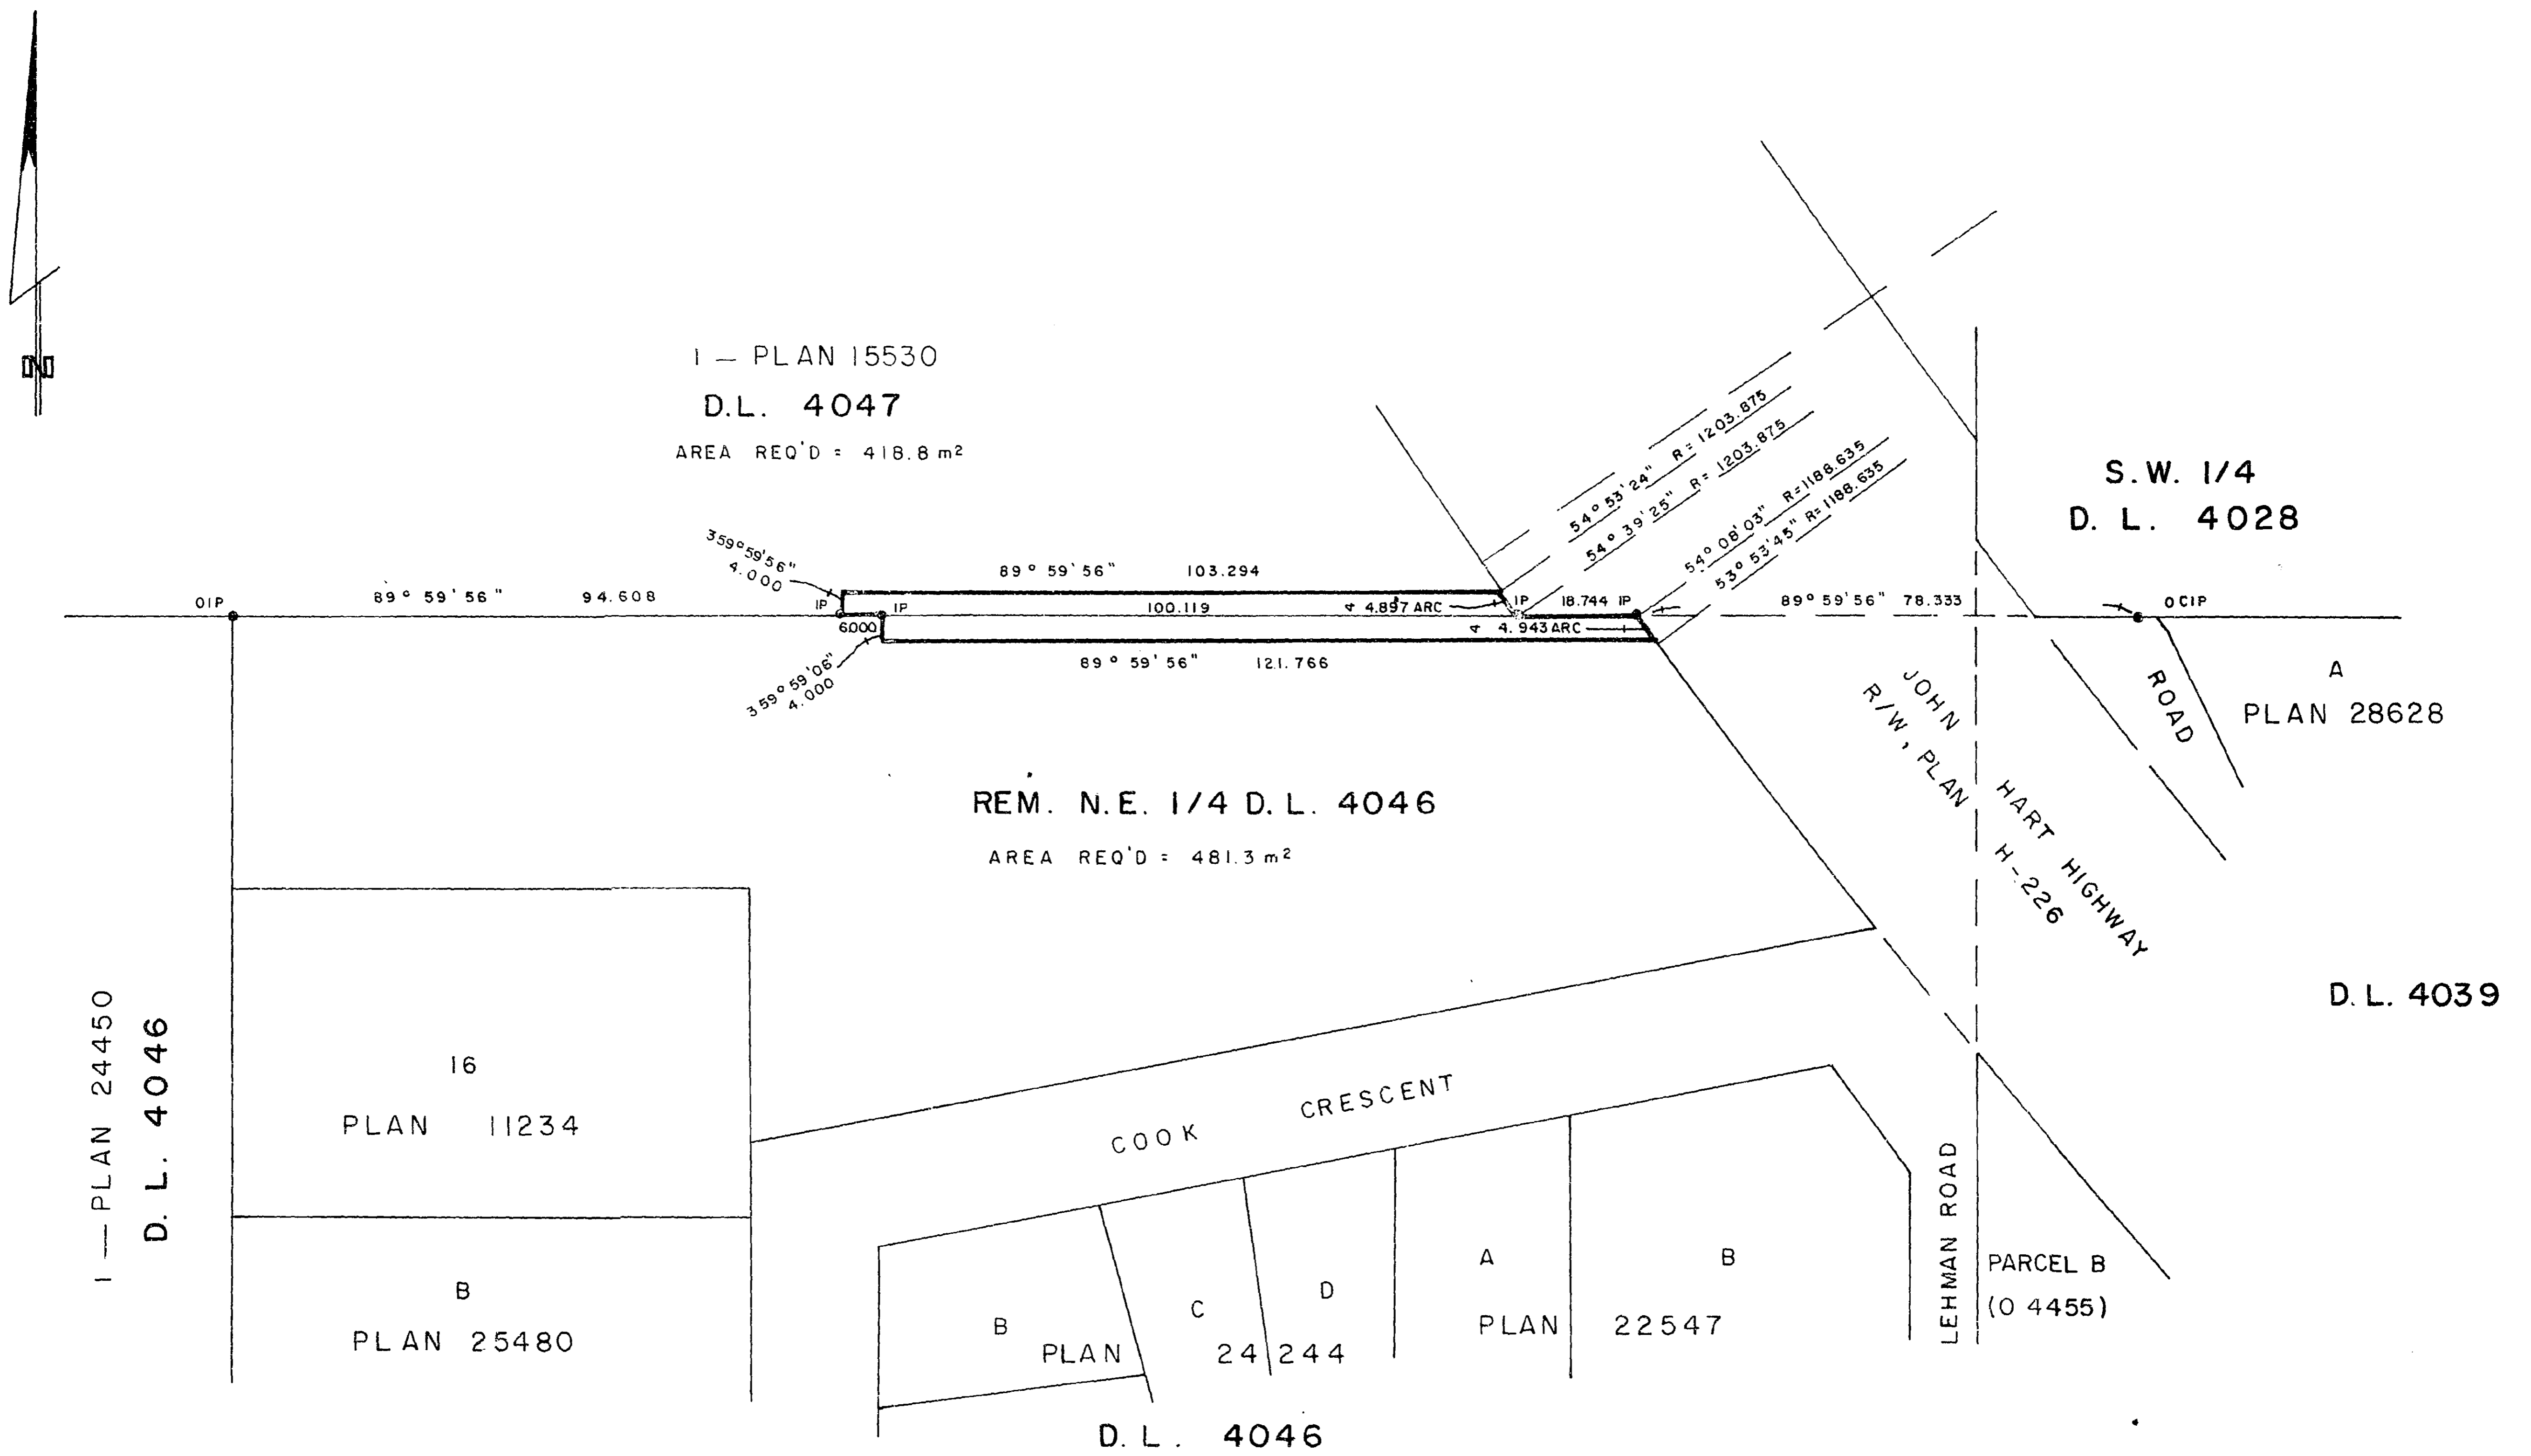 N
1 — PLAN 15530
D.L. 4047
AREA REQ'D = 418.8 m²
54° 53' 24" R = 1203.875
54° 39' 25" R = 1203.875
54° 08' 03" R=1188.635
53° 53' 45" R=1188.635
S.W. 1/4
D. L. 4028
359° 59' 56"
4.000
89° 59' 56" 103.294
OIP
89° 59' 56" 94.608
IP
IP
100.119
4 4.897 ARC
IP
18.744 IP
89° 59' 56" 78.333
OCIP
6.000
4 4.943 ARC
359° 59' 06"
4.000
89° 59' 56" 121.766
A
PLAN 28628
ROAD
JOHN HART HIGHWAY
R/W, PLAN H-226
REM. N.E. 1/4 D. L. 4046
AREA REQ'D = 481.3 m²
D. L. 4039
1 — PLAN 24450
D. L. 4046
16
PLAN 11234
COOK CRESCENT
B
PLAN 25480
B
C
D
PLAN 24 244
A
B
PLAN 22547
LEHMAN ROAD
PARCEL B
(O 4455)
D. L. 4046